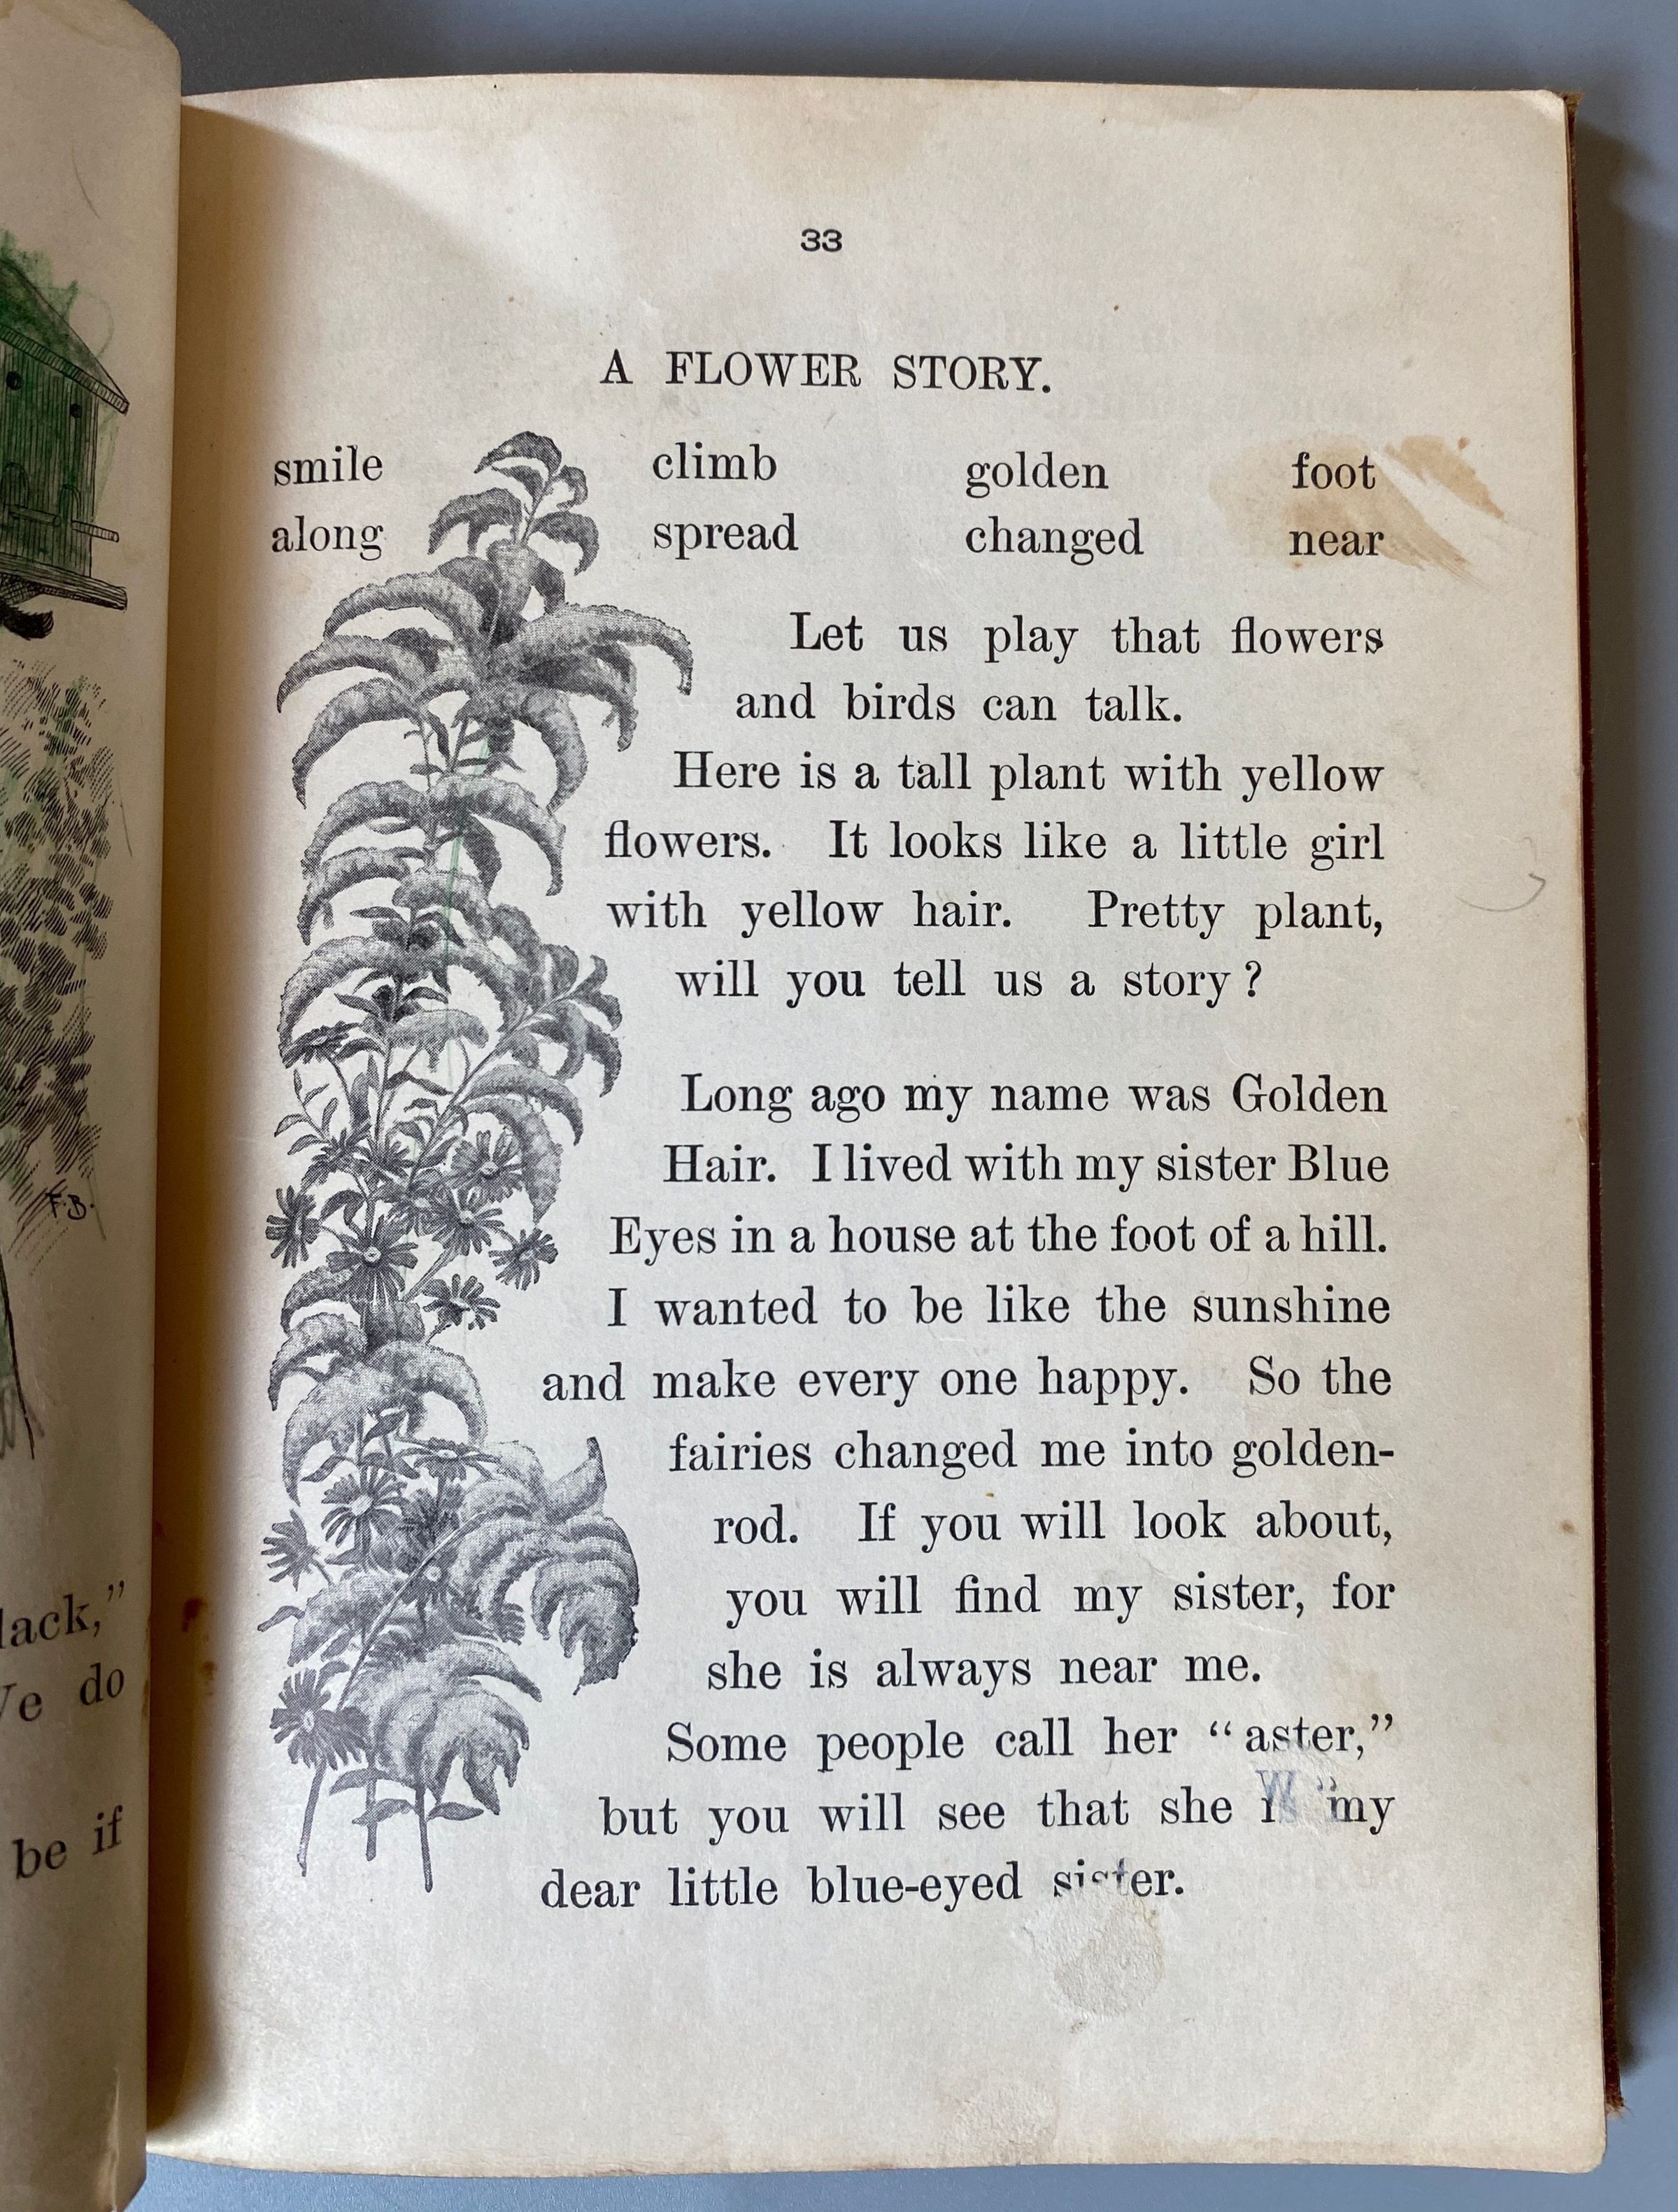 lack,"
We do
be if
F.B.
33
A FLOWER STORY.
smile climb golden foot
along spread changed near
Let us play that flowers
and birds can talk.
Here is a tall plant with yellow
flowers. It looks like a little girl
with yellow hair. Pretty plant,
will you tell us a story?
Long ago my name was Golden
Hair. I lived with my sister Blue
Eyes in a house at the foot of a hill.
I wanted to be like the sunshine
and make every one happy. So the
fairies changed me into golden-
rod. If you will look about,
you will find my sister, for
she is always near me.
Some people call her "aster,"
but you will see that she is my
dear little blue-eyed sister.